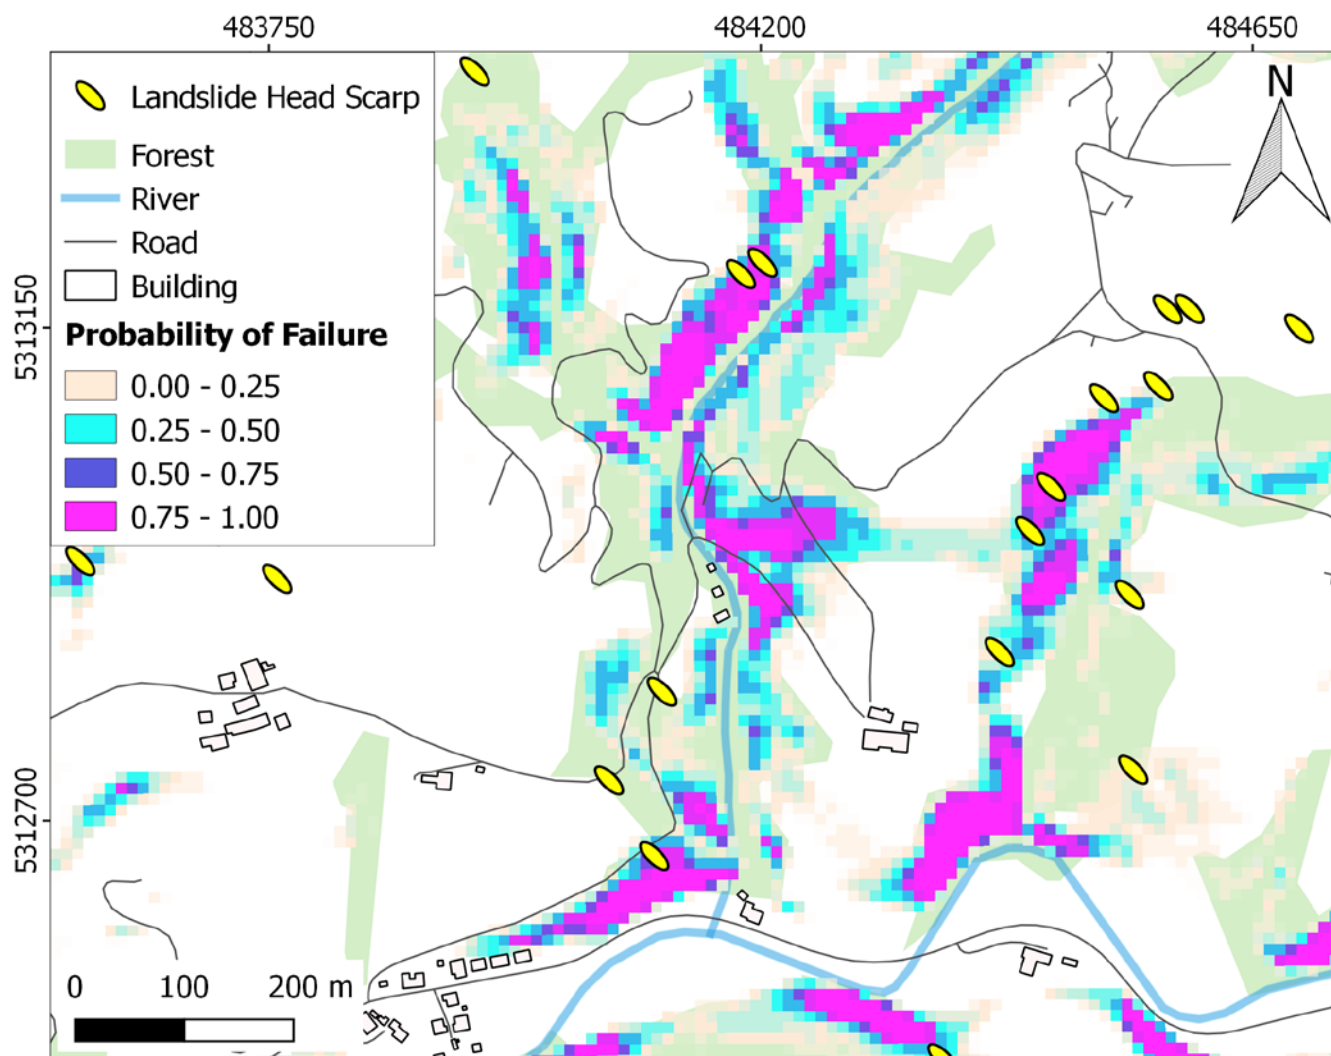 483750 484200 484650
N
Landslide Head Scarp
Forest
River
Road
Building
Probability of Failure
0.00 - 0.25
0.25 - 0.50
0.50 - 0.75
0.75 - 1.00
5313150
5312700
0 100 200 m